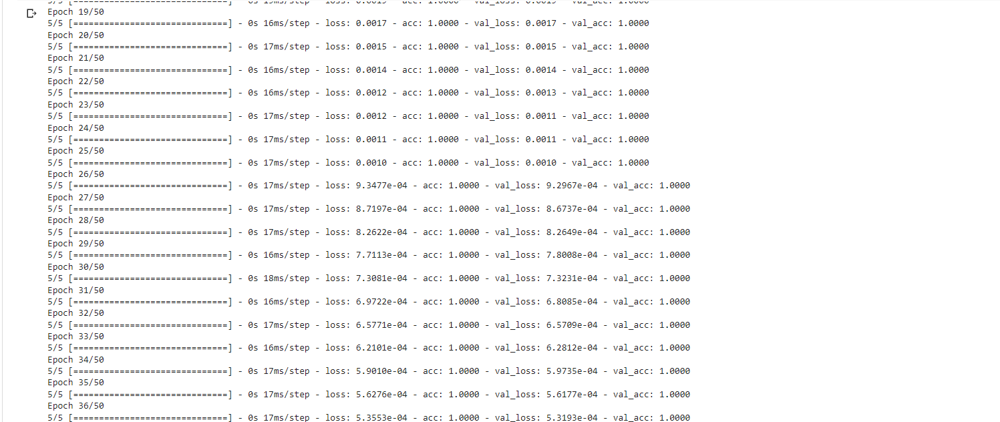 Epoch 19/50
5/5 [==============================] - 0s 16ms/step - loss: 0.0017 - acc: 1.0000 - val_loss: 0.0017 - val_acc: 1.0000
Epoch 20/50
5/5 [==============================] - 0s 17ms/step - loss: 0.0015 - acc: 1.0000 - val_loss: 0.0015 - val_acc: 1.0000
Epoch 21/50
5/5 [==============================] - 0s 16ms/step - loss: 0.0014 - acc: 1.0000 - val_loss: 0.0014 - val_acc: 1.0000
Epoch 22/50
5/5 [==============================] - 0s 16ms/step - loss: 0.0012 - acc: 1.0000 - val_loss: 0.0013 - val_acc: 1.0000
Epoch 23/50
5/5 [==============================] - 0s 17ms/step - loss: 0.0012 - acc: 1.0000 - val_loss: 0.0011 - val_acc: 1.0000
Epoch 24/50
5/5 [==============================] - 0s 17ms/step - loss: 0.0011 - acc: 1.0000 - val_loss: 0.0011 - val_acc: 1.0000
Epoch 25/50
5/5 [==============================] - 0s 17ms/step - loss: 0.0010 - acc: 1.0000 - val_loss: 0.0010 - val_acc: 1.0000
Epoch 26/50
5/5 [==============================] - 0s 17ms/step - loss: 9.3477e-04 - acc: 1.0000 - val_loss: 9.2967e-04 - val_acc: 1.0000
Epoch 27/50
5/5 [==============================] - 0s 17ms/step - loss: 8.7197e-04 - acc: 1.0000 - val_loss: 8.6737e-04 - val_acc: 1.0000
Epoch 28/50
5/5 [==============================] - 0s 17ms/step - loss: 8.2622e-04 - acc: 1.0000 - val_loss: 8.2649e-04 - val_acc: 1.0000
Epoch 29/50
5/5 [==============================] - 0s 16ms/step - loss: 7.7113e-04 - acc: 1.0000 - val_loss: 7.8008e-04 - val_acc: 1.0000
Epoch 30/50
5/5 [==============================] - 0s 18ms/step - loss: 7.3081e-04 - acc: 1.0000 - val_loss: 7.3231e-04 - val_acc: 1.0000
Epoch 31/50
5/5 [==============================] - 0s 16ms/step - loss: 6.9722e-04 - acc: 1.0000 - val_loss: 6.8085e-04 - val_acc: 1.0000
Epoch 32/50
5/5 [==============================] - 0s 17ms/step - loss: 6.5771e-04 - acc: 1.0000 - val_loss: 6.5709e-04 - val_acc: 1.0000
Epoch 33/50
5/5 [==============================] - 0s 16ms/step - loss: 6.2101e-04 - acc: 1.0000 - val_loss: 6.2812e-04 - val_acc: 1.0000
Epoch 34/50
5/5 [==============================] - 0s 17ms/step - loss: 5.9010e-04 - acc: 1.0000 - val_loss: 5.9735e-04 - val_acc: 1.0000
Epoch 35/50
5/5 [==============================] - 0s 17ms/step - loss: 5.6276e-04 - acc: 1.0000 - val_loss: 5.6177e-04 - val_acc: 1.0000
Epoch 36/50
5/5 [==============================] - 0s 17ms/step - loss: 5.3553e-04 - acc: 1.0000 - val_loss: 5.3193e-04 - val_acc: 1.0000